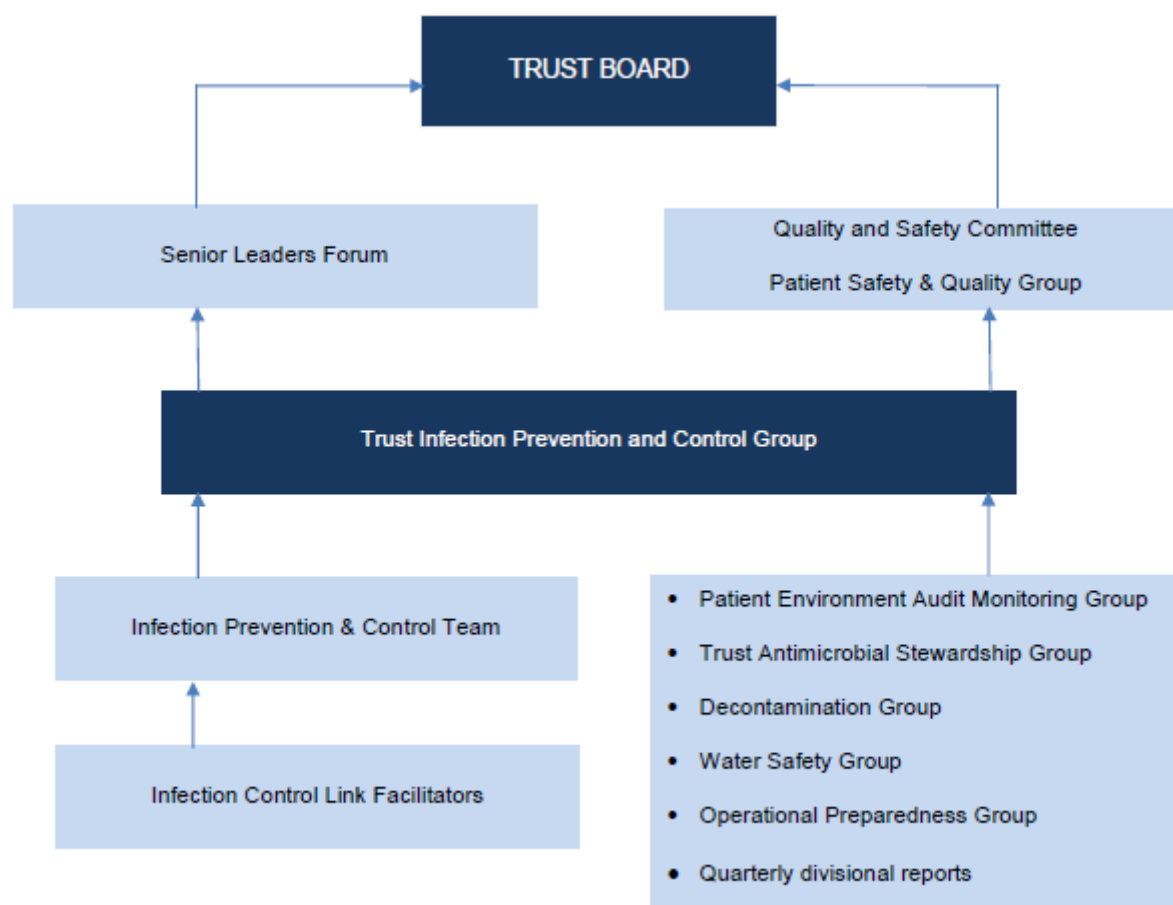 TRUST BOARD
Senior Leaders Forum
Quality and Safety Committee
Patient Safety & Quality Group
Trust Infection Prevention and Control Group
Infection Prevention & Control Team
Infection Control Link Facilitators
• Patient Environment Audit Monitoring Group
• Trust Antimicrobial Stewardship Group
• Decontamination Group
• Water Safety Group
• Operational Preparedness Group
• Quarterly divisional reports